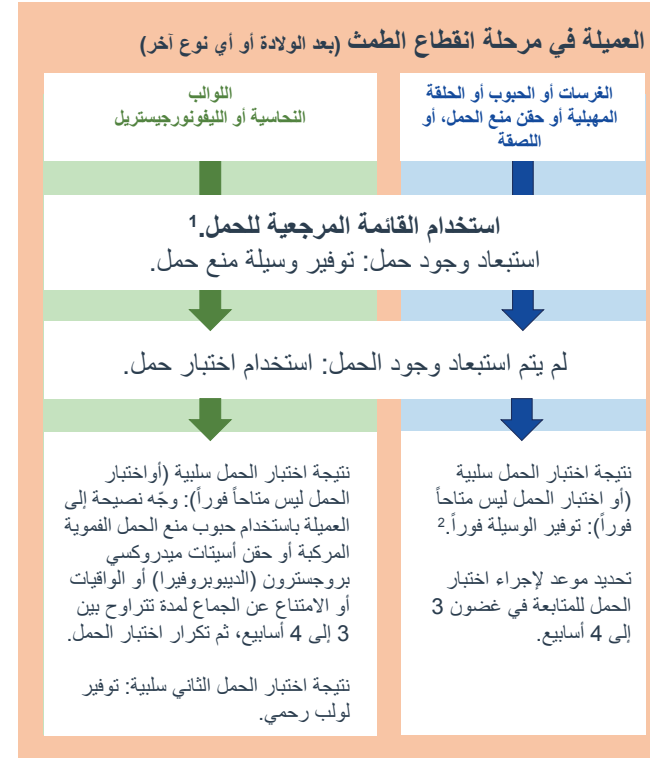 العميلة في مرحلة انقطاع الطمث (بعد الولادة أو أي نوع آخر)
الغرسات أو الحبوب أو الحلقة
المهبلية أو حقن منع الحمل، أو
اللصقة
اللوالب
النحاسية أو الليفونورجيستريل
استخدام القائمة المرجعية للحمل.¹
استبعاد وجود حمل: توفير وسيلة منع حمل.
لم يتم استبعاد وجود الحمل: استخدام اختبار حمل.
نتيجة اختبار الحمل سلبية
(أو اختبار الحمل ليس متاحاً
فوراً): توفير الوسيلة فوراً.²
تحديد موعد لإجراء اختبار
الحمل للمتابعة في غضون 3
إلى 4 أسابيع.
نتيجة اختبار الحمل سلبية (أواختبار
الحمل ليس متاحاً فوراً): وجّه نصيحة إلى
العميلة باستخدام حبوب منع الحمل الفموية
المركبة أو حقن أسيتات ميدروكسي
بروجسترون (الديبوبروفيرا) أو الواقيات
أو الامتناع عن الجماع لمدة تتراوح بين
3 إلى 4 أسابيع، ثم تكرار اختبار الحمل.
نتيجة اختبار الحمل الثاني سلبية: توفير
لولب رحمي.